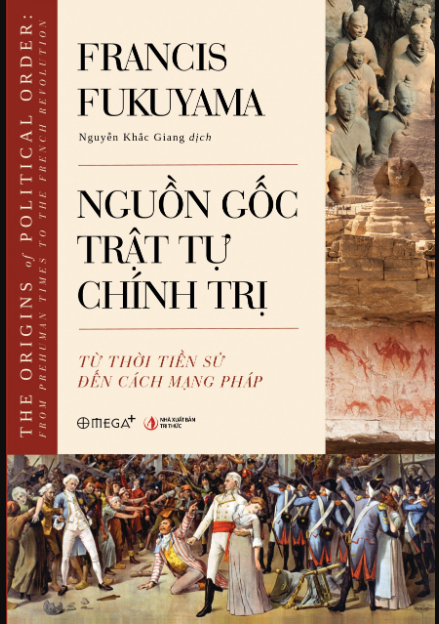 THE ORIGINS of POLITICAL ORDER:
FROM PREHUMAN TIMES TO THE FRENCH REVOLUTION
FRANCIS
FUKUYAMA
Nguyễn Khắc Giang dịch
NGUỒN GỐC
TRẬT TỰ
CHÍNH TRỊ
TỪ THỜI TIỀN SỬ
ĐẾN CÁCH MẠNG PHÁP
OMEGA+
NHÀ XUẤT BẢN
TRI THỨC